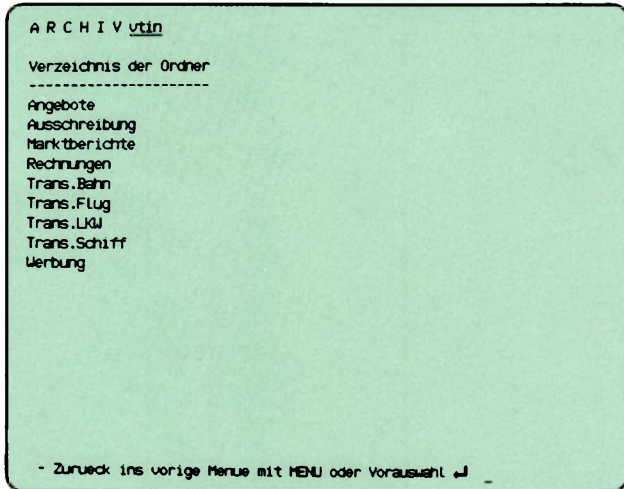 A R C H I V vtin
Verzeichnis der Ordner
----------------------
Angebote
Ausschreibung
Marktberichte
Rechnungen
Trans.Bahn
Trans.Flug
Trans.LKW
Trans.Schiff
Werbung
- Zurueck ins vorige Menue mit MENU oder Vorauswahl ↵ _